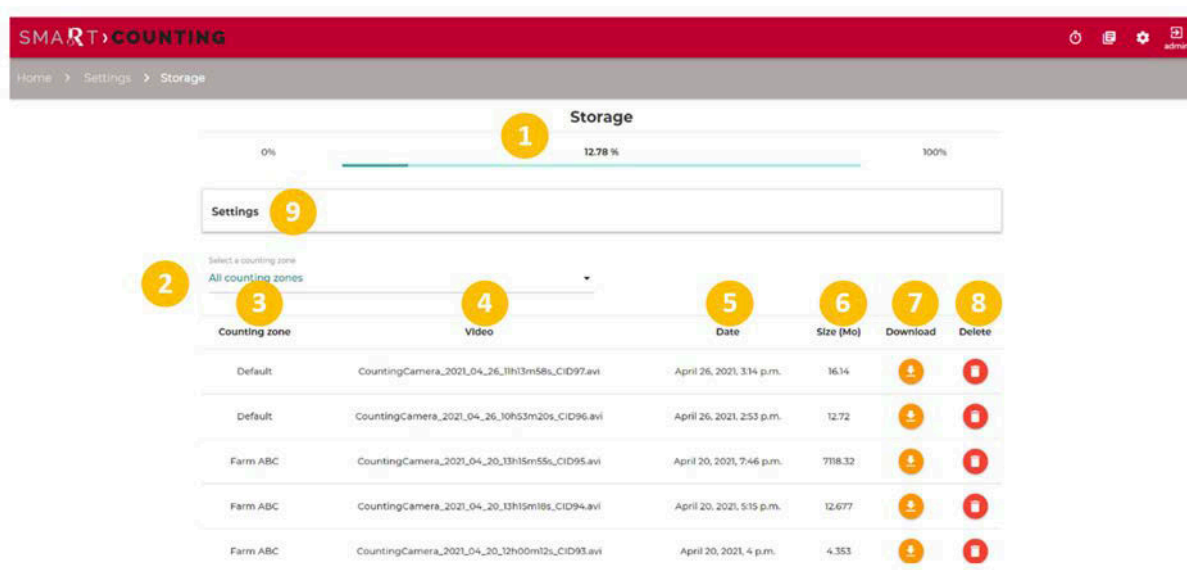 SMART›COUNTING
admin
Home > Settings > Storage
Storage
1
0% 12.78 % 100%
Settings 9
Select a counting zone
2 All counting zones
3 4 5 6 7 8
Counting zone Video Date Size (Mo) Download Delete
Default CountingCamera_2021_04_26_11h13m58s_CID97.avi April 26, 2021, 3:14 p.m. 16.14
Default CountingCamera_2021_04_26_10h53m20s_CID96.avi April 26, 2021, 2:53 p.m. 12.72
Farm ABC CountingCamera_2021_04_20_13h15m55s_CID95.avi April 20, 2021, 7:46 p.m. 7118.32
Farm ABC CountingCamera_2021_04_20_13h15m18s_CID94.avi April 20, 2021, 5:15 p.m. 12.677
Farm ABC CountingCamera_2021_04_20_12h00m12s_CID93.avi April 20, 2021, 4 p.m. 4.353